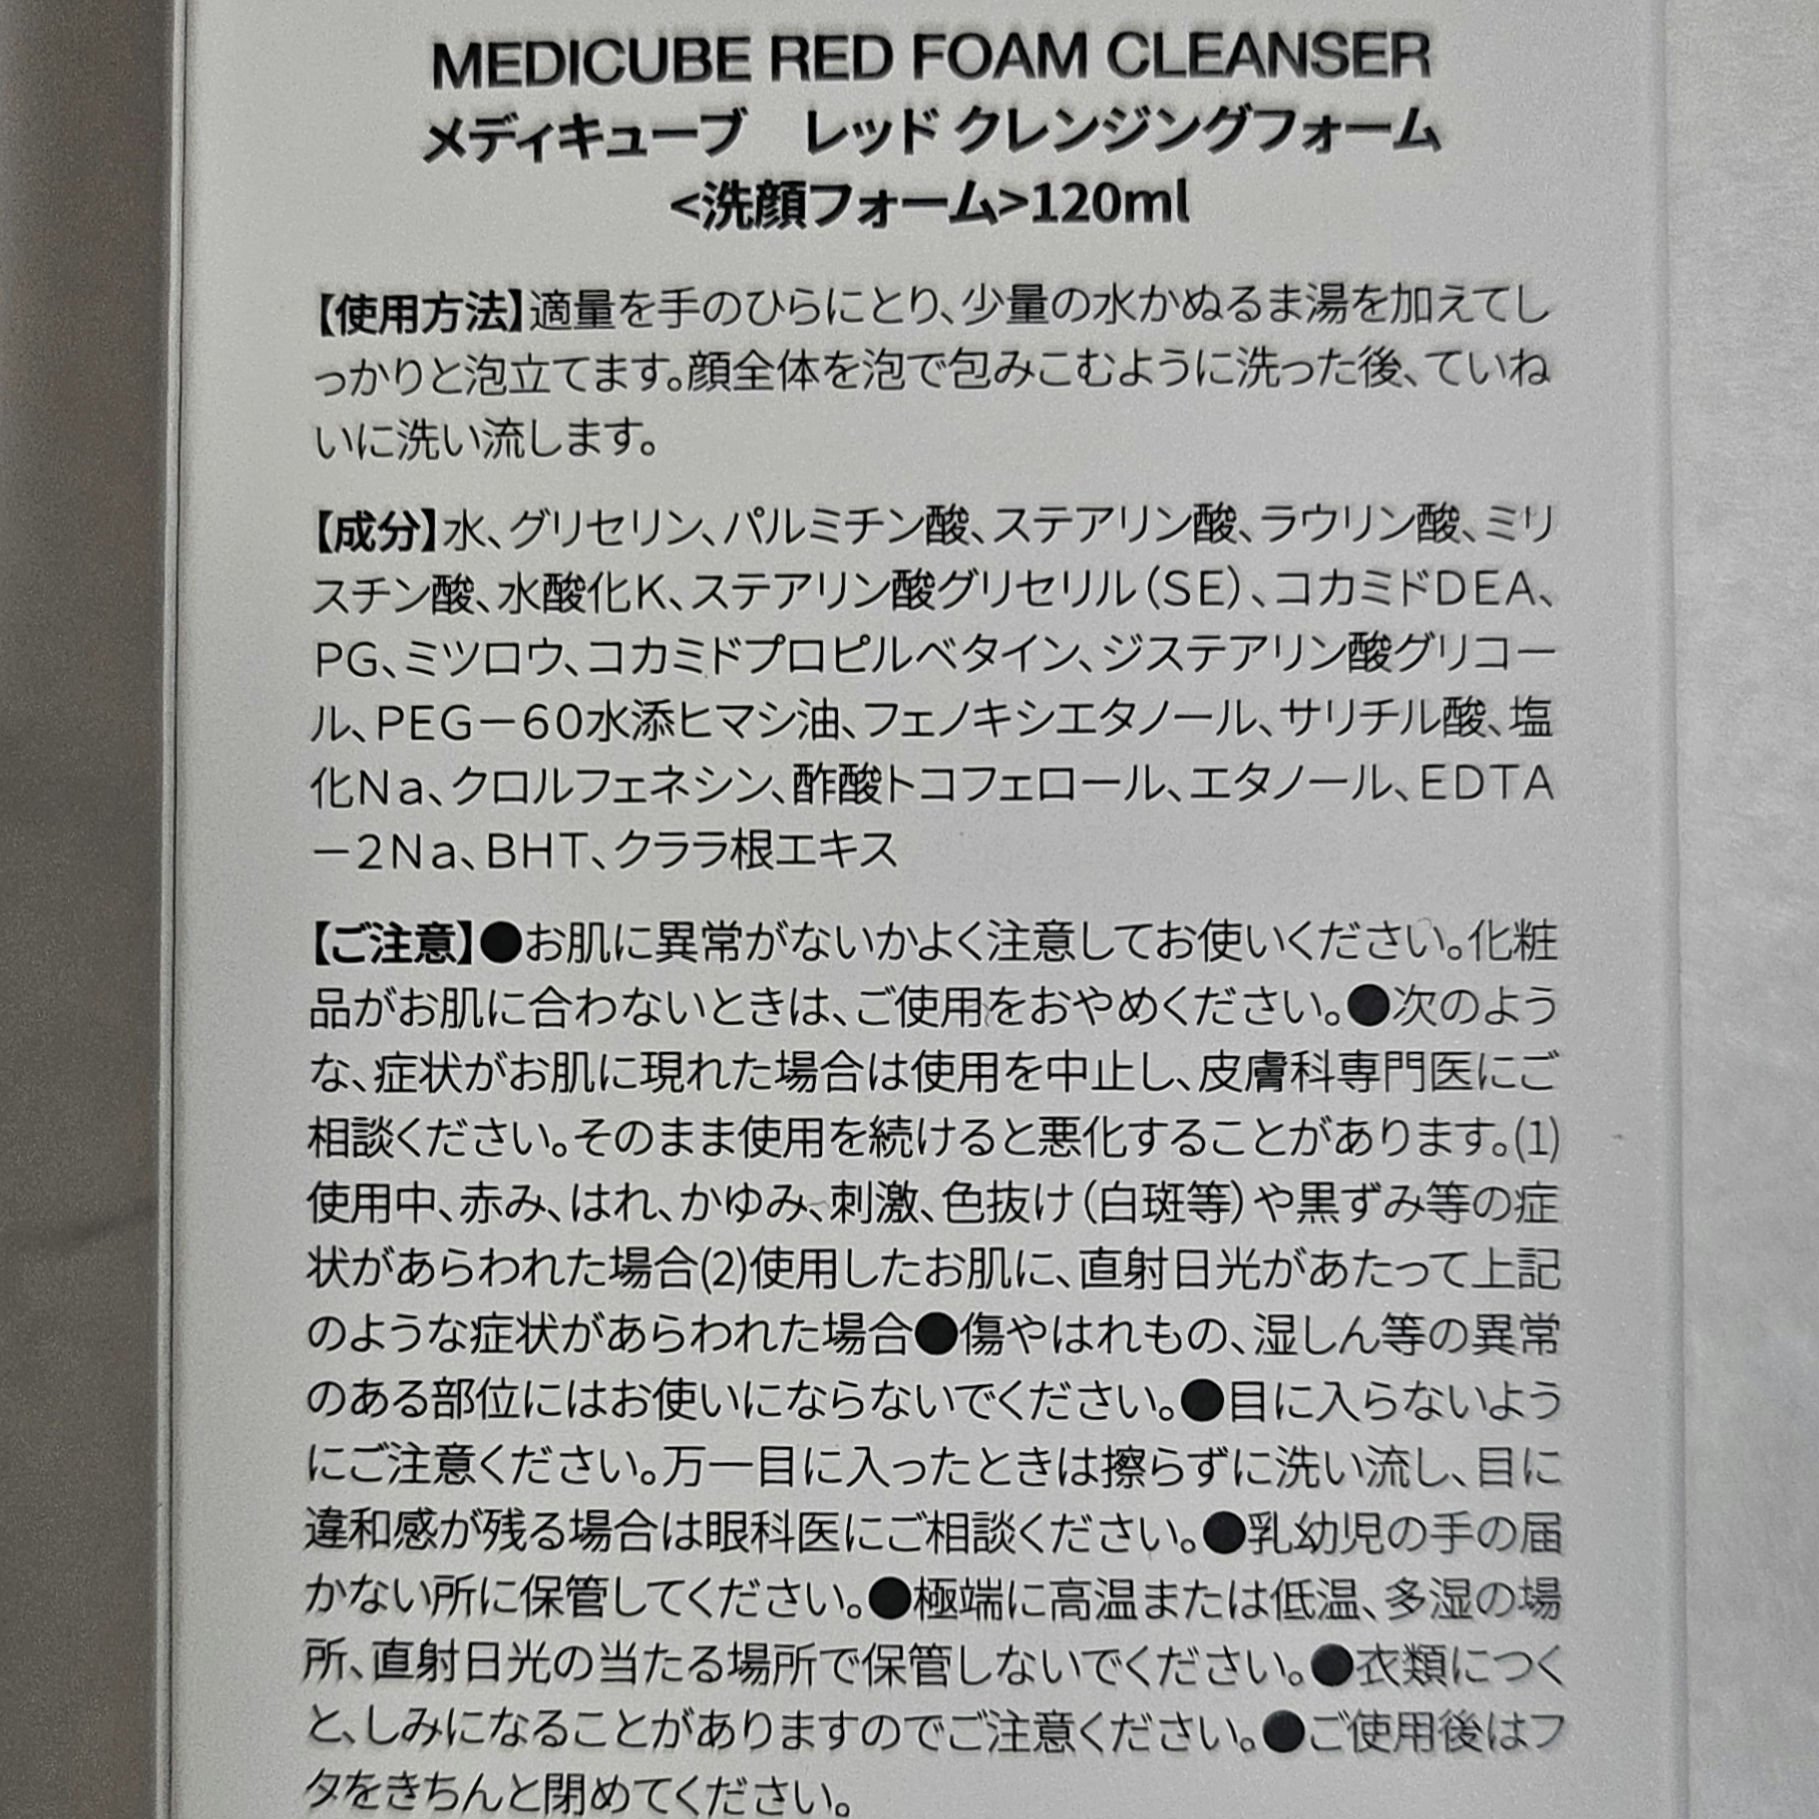 MEDICUBE RED FOAM CLEANSER
メディキューブ　レッド クレンジングフォーム
<洗顔フォーム>120ml
【使用方法】適量を手のひらにとり、少量の水かぬるま湯を加えてし
っかりと泡立てます。顔全体を泡で包みこむように洗った後、ていね
いに洗い流します。
【成分】水、グリセリン、パルミチン酸、ステアリン酸、ラウリン酸、ミリ
スチン酸、水酸化K、ステアリン酸グリセリル（SE）、コカミドDEA、
PG、ミツロウ、コカミドプロピルベタイン、ジステアリン酸グリコー
ル、PEG－60水添ヒマシ油、フェノキシエタノール、サリチル酸、塩
化Na、クロルフェネシン、酢酸トコフェロール、エタノール、EDTA
－2Na、BHT、クララ根エキス
【ご注意】●お肌に異常がないかよく注意してお使いください。化粧
品がお肌に合わないときは、ご使用をおやめください。●次のよう
な、症状がお肌に現れた場合は使用を中止し、皮膚科専門医にご
相談ください。そのまま使用を続けると悪化することがあります。(1)
使用中、赤み、はれ、かゆみ、刺激、色抜け（白斑等）や黒ずみ等の症
状があらわれた場合(2)使用したお肌に、直射日光があたって上記
のような症状があらわれた場合●傷やはれもの、湿しん等の異常
のある部位にはお使いにならないでください。●目に入らないよう
にご注意ください。万一目に入ったときは擦らずに洗い流し、目に
違和感が残る場合は眼科医にご相談ください。●乳幼児の手の届
かない所に保管してください。●極端に高温または低温、多湿の場
所、直射日光の当たる場所で保管しないでください。●衣類につく
と、しみになることがありますのでご注意ください。●ご使用後はフ
タをきちんと閉めてください。